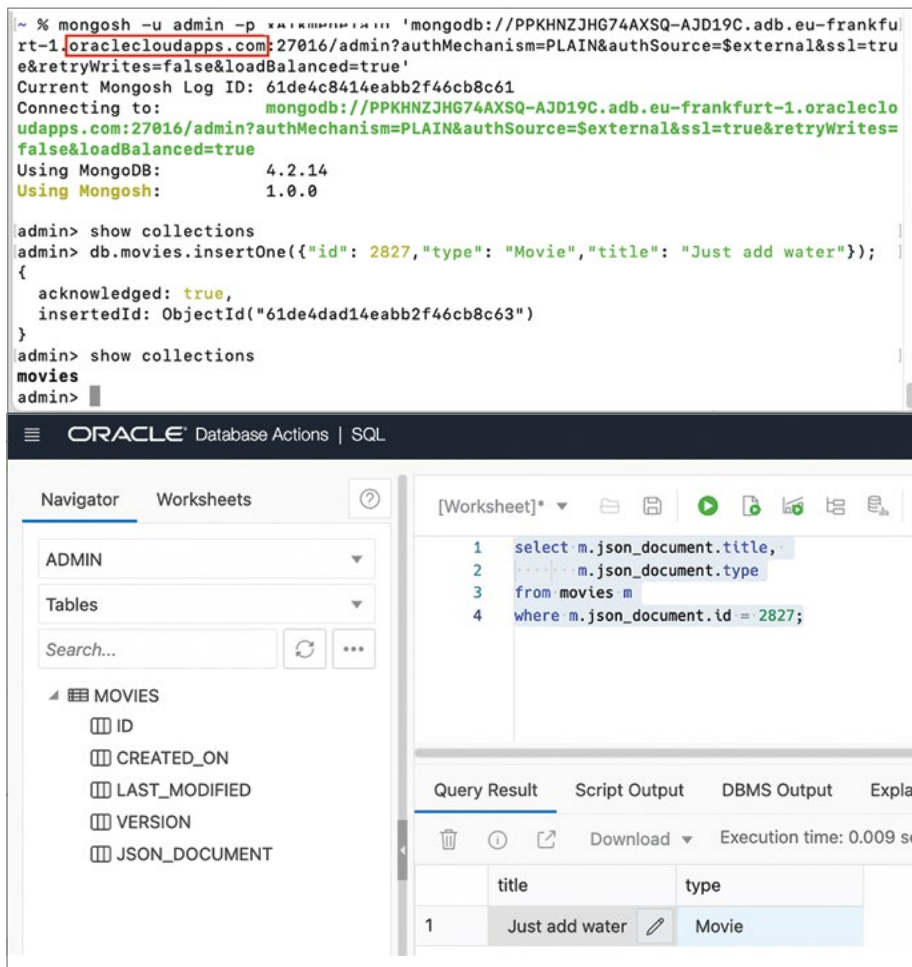 ~ % mongosh -u admin -p 'mongodb://PPKHNZJHG74AXSQ-AJD19C.adb.eu-frankfu
rt-1.oraclecloudapps.com:27016/admin?authMechanism=PLAIN&authSource=$external&ssl=tru
e&retryWrites=false&loadBalanced=true'
Current Mongosh Log ID: 61de4c8414eabb2f46cb8c61
Connecting to: mongodb://PPKHNZJHG74AXSQ-AJD19C.adb.eu-frankfurt-1.oracleclo
udapps.com:27016/admin?authMechanism=PLAIN&authSource=$external&ssl=true&retryWrites=
false&loadBalanced=true
Using MongoDB: 4.2.14
Using Mongosh: 1.0.0
admin> show collections
admin> db.movies.insertOne({"id": 2827,"type": "Movie","title": "Just add water"});
{
acknowledged: true,
insertedId: ObjectId("61de4dad14eabb2f46cb8c63")
}
admin> show collections
movies
admin>
ORACLE Database Actions | SQL
Navigator Worksheets
ADMIN
Tables
Search...
MOVIES
ID
CREATED_ON
LAST_MODIFIED
VERSION
JSON_DOCUMENT
[Worksheet]*
1 select m.json_document.title,
2 m.json_document.type
3 from movies m
4 where m.json_document.id = 2827;
Query Result Script Output DBMS Output Expla
Download Execution time: 0.009 se
title type
1 Just add water Movie